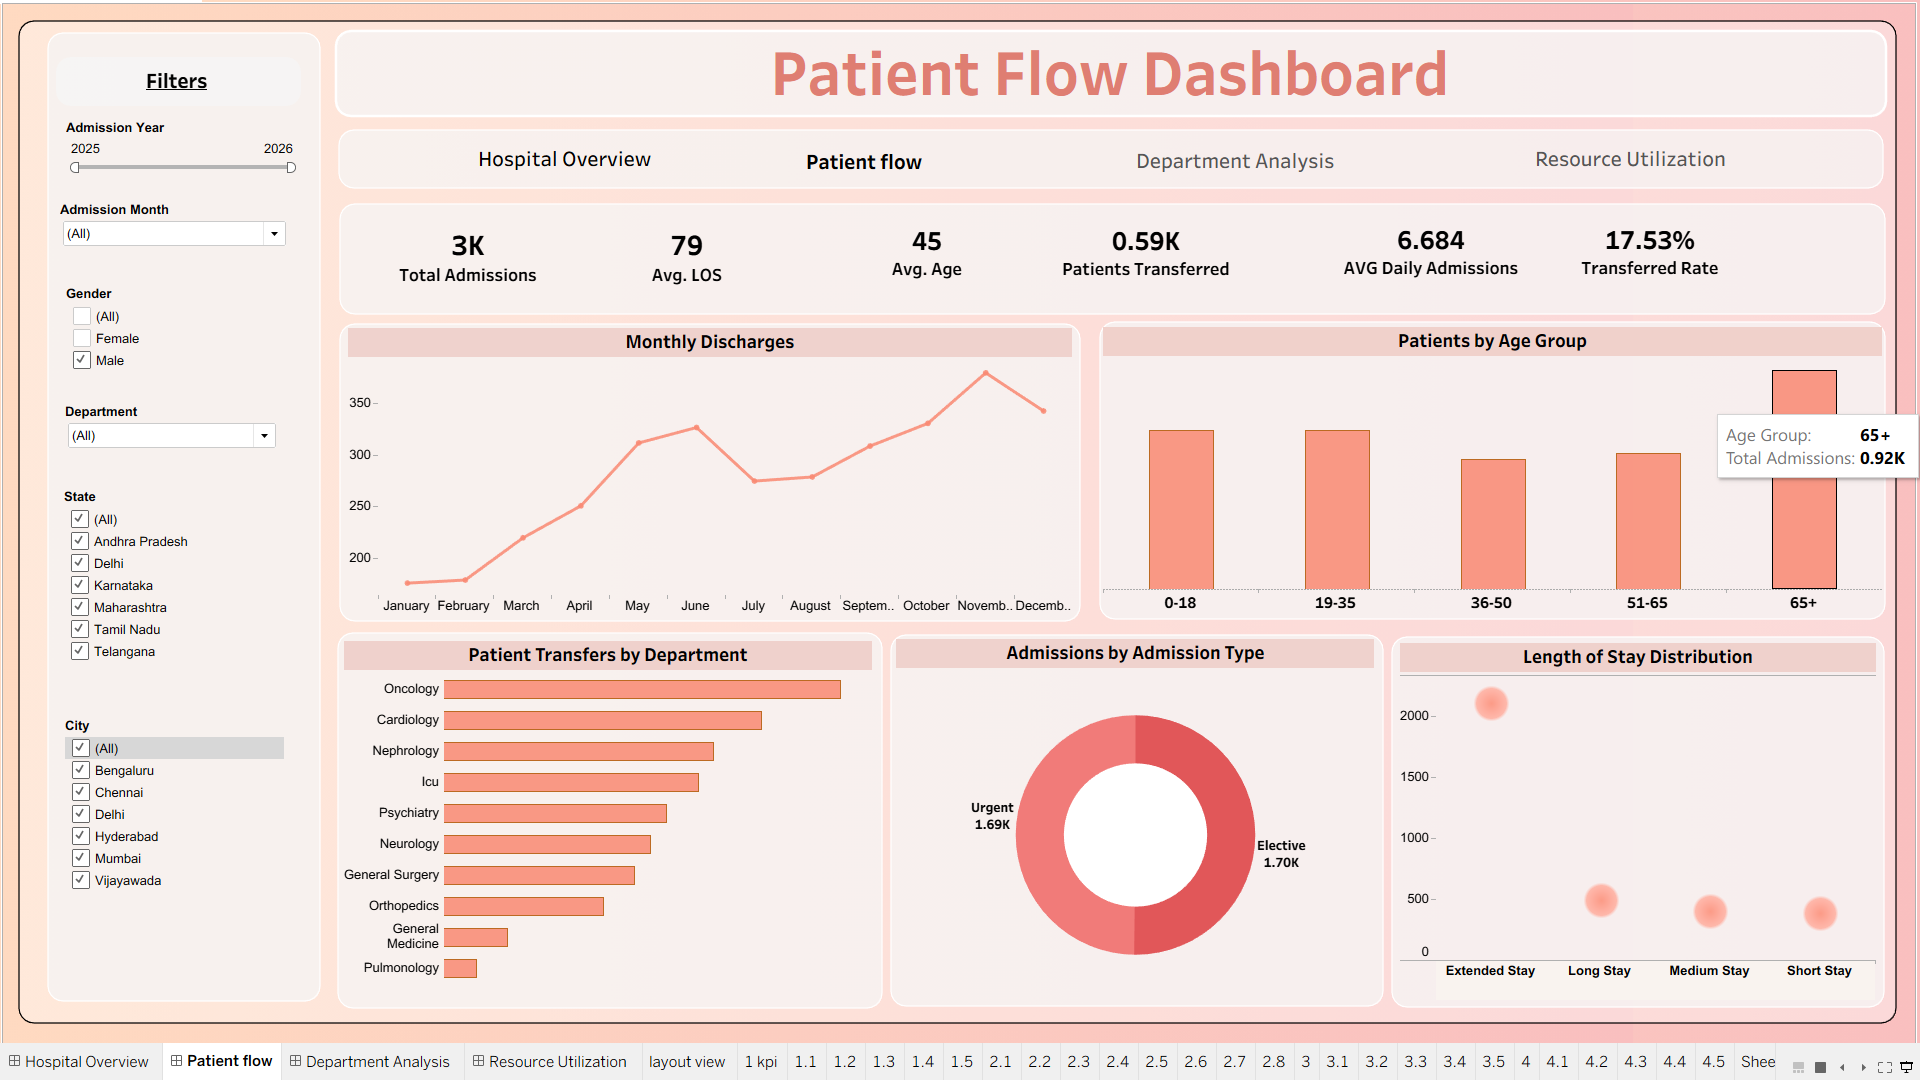 Filters
Admission Year
2025 2026
Admission Month
(All)
Gender
(All)
Female
Male
Department
(All)
State
(All)
Andhra Pradesh
Delhi
Karnataka
Maharashtra
Tamil Nadu
Telangana
City
(All)
Bengaluru
Chennai
Delhi
Hyderabad
Mumbai
Vijayawada
Patient Flow Dashboard
Hospital Overview Patient flow Department Analysis Resource Utilization
3K 79 45 0.59K 6.684 17.53%
Total Admissions Avg. LOS Avg. Age Patients Transferred AVG Daily Admissions Transferred Rate
Monthly Discharges
350
300
250
200
January February March April May June July August Septem.. October Novemb.. Decemb..
Patients by Age Group
Age Group: 65+
Total Admissions: 0.92K
0-18 19-35 36-50 51-65 65+
Patient Transfers by Department
Oncology
Cardiology
Nephrology
Icu
Psychiatry
Neurology
General Surgery
Orthopedics
General
Medicine
Pulmonology
Admissions by Admission Type
Urgent
1.69K
Elective
1.70K
Length of Stay Distribution
2000
1500
1000
500
0
Extended Stay Long Stay Medium Stay Short Stay
Hospital Overview Patient flow Department Analysis Resource Utilization layout view 1 kpi 1.1 1.2 1.3 1.4 1.5 2.1 2.2 2.3 2.4 2.5 2.6 2.7 2.8 3 3.1 3.2 3.3 3.4 3.5 4 4.1 4.2 4.3 4.4 4.5 Shee